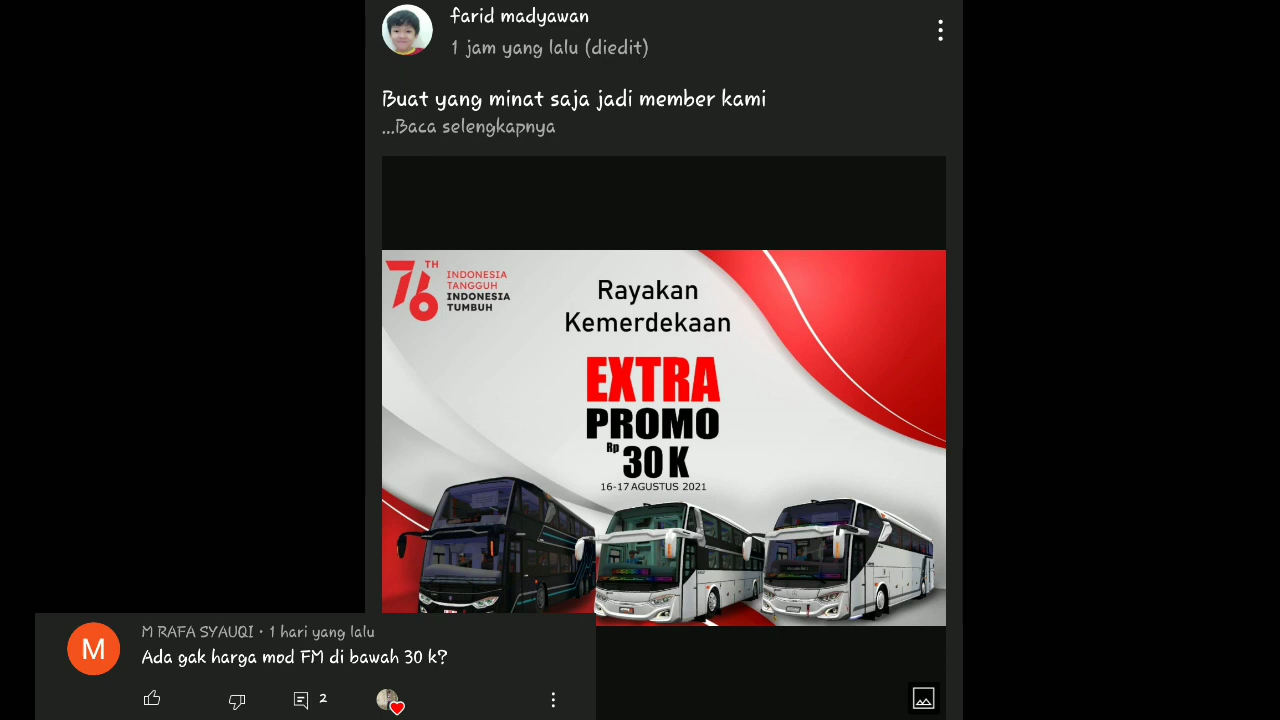 farid madyawan
1 jam yang lalu (diedit)
Buat yang minat saja jadi member kami
...Baca selengkapnya
76TH
INDONESIA
TANGGUH
INDONESIA
TUMBUH
Rayakan
Kemerdekaan
EXTRA
PROMO
Rp 30 K
16-17 AGUSTUS 2021
M
M RAFA SYAUQI • 1 hari yang lalu
Ada gak harga mod FM di bawah 30 k?
2